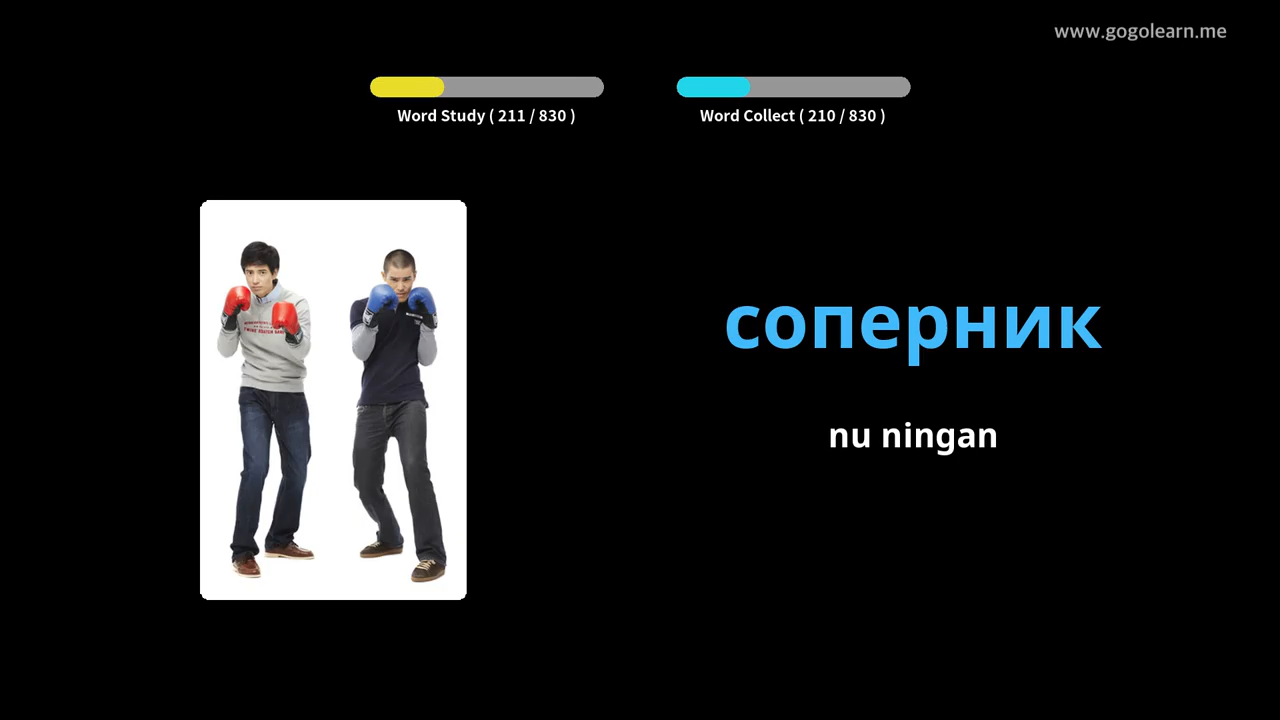 www.gogolearn.me
Word Study ( 211 / 830 )
Word Collect ( 210 / 830 )
соперник
nu ningan